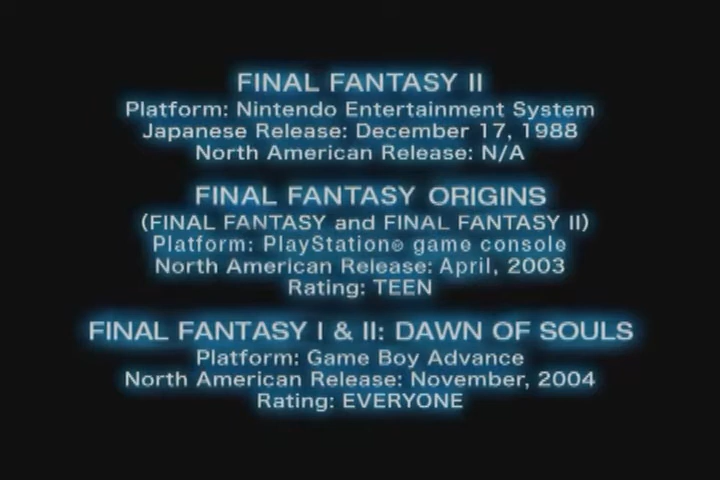 FINAL FANTASY II
Platform: Nintendo Entertainment System
Japanese Release: December 17, 1988
North American Release: N/A
FINAL FANTASY ORIGINS
(FINAL FANTASY and FINAL FANTASY II)
Platform: PlayStation® game console
North American Release: April, 2003
Rating: TEEN
FINAL FANTASY I & II: DAWN OF SOULS
Platform: Game Boy Advance
North American Release: November, 2004
Rating: EVERYONE